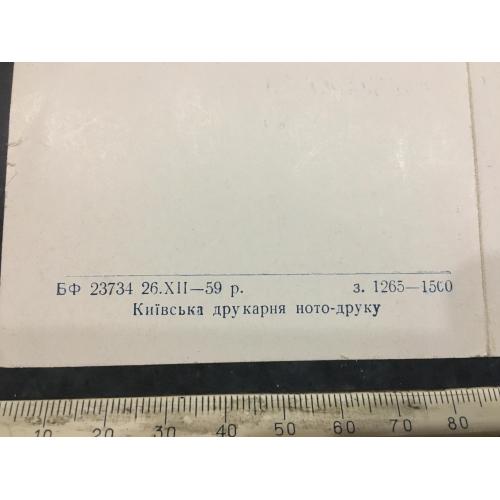 БФ 23734 26.XII—59 р. з. 1265—1500
Київська друкарня ното-друку
10 20 30 40 50 60 70 80